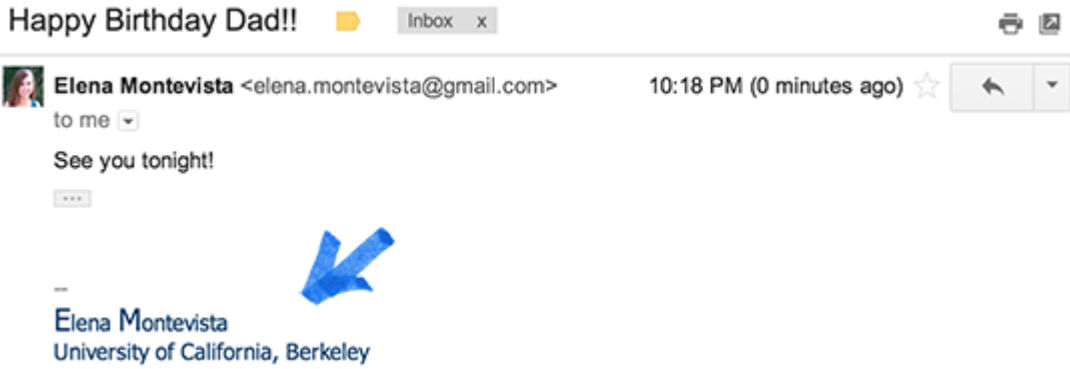 Happy Birthday Dad!! Inbox x
Elena Montevista <elena.montevista@gmail.com> 10:18 PM (0 minutes ago)
to me
See you tonight!
...
--
Elena Montevista
University of California, Berkeley